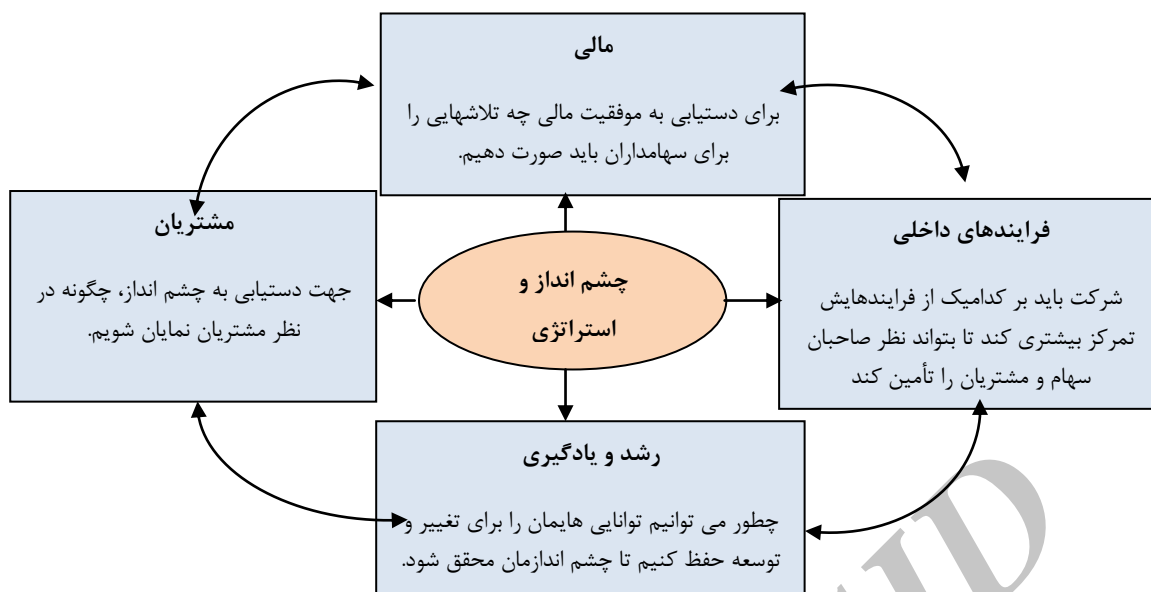 مالی
برای دستیابی به موفقیت مالی چه تلاشهایی را
برای سهامداران باید صورت دهیم.
فرایندهای داخلی
شرکت باید بر کدامیک از فرایندهایش
تمرکز بیشتری کند تا بتواند نظر صاحبان
سهام و مشتریان را تأمین کند
چشم انداز و
استراتژی
مشتریان
جهت دستیابی به چشم انداز، چگونه در
نظر مشتریان نمایان شویم.
رشد و یادگیری
چطور می توانیم توانایی هایمان را برای تغییر و
توسعه حفظ کنیم تا چشم اندازمان محقق شود.